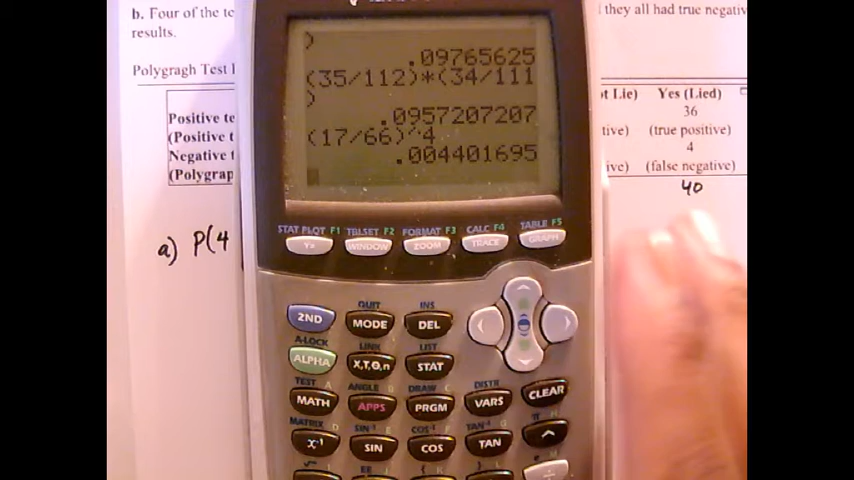 b. Four of the te
results.
Polygragh Test
Positive te
(Positive t
Negative t
(Polygrap
a) P(4
)
.09765625
(35/112)*(34/111
)
.0957207207
(17/66)^4
.004401695
they all had true negativ
t Lie) Yes (Lied)
36
tive) (true positive)
4
ive) (false negative)
40
STAT PLOT F1 TBLSET F2 FORMAT F3 CALC F4 TABLE F5
Y= WINDOW ZOOM TRACE GRAPH
QUIT INS
2ND MODE DEL
A-LOCK LINK LIST
ALPHA X,T,Θ,n STAT
TEST A ANGLE B DRAW C DISTR
MATH APPS PRGM VARS CLEAR
MATRIX D SIN⁻¹ E COS⁻¹ F TAN⁻¹ G π H
x⁻¹ SIN COS TAN ^
√ EE { }
÷